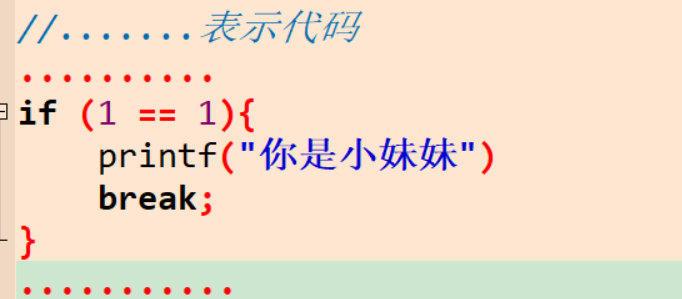 //.......表示代码
..........
if (1 == 1){
    printf("你是小妹妹")
    break;
}
...........